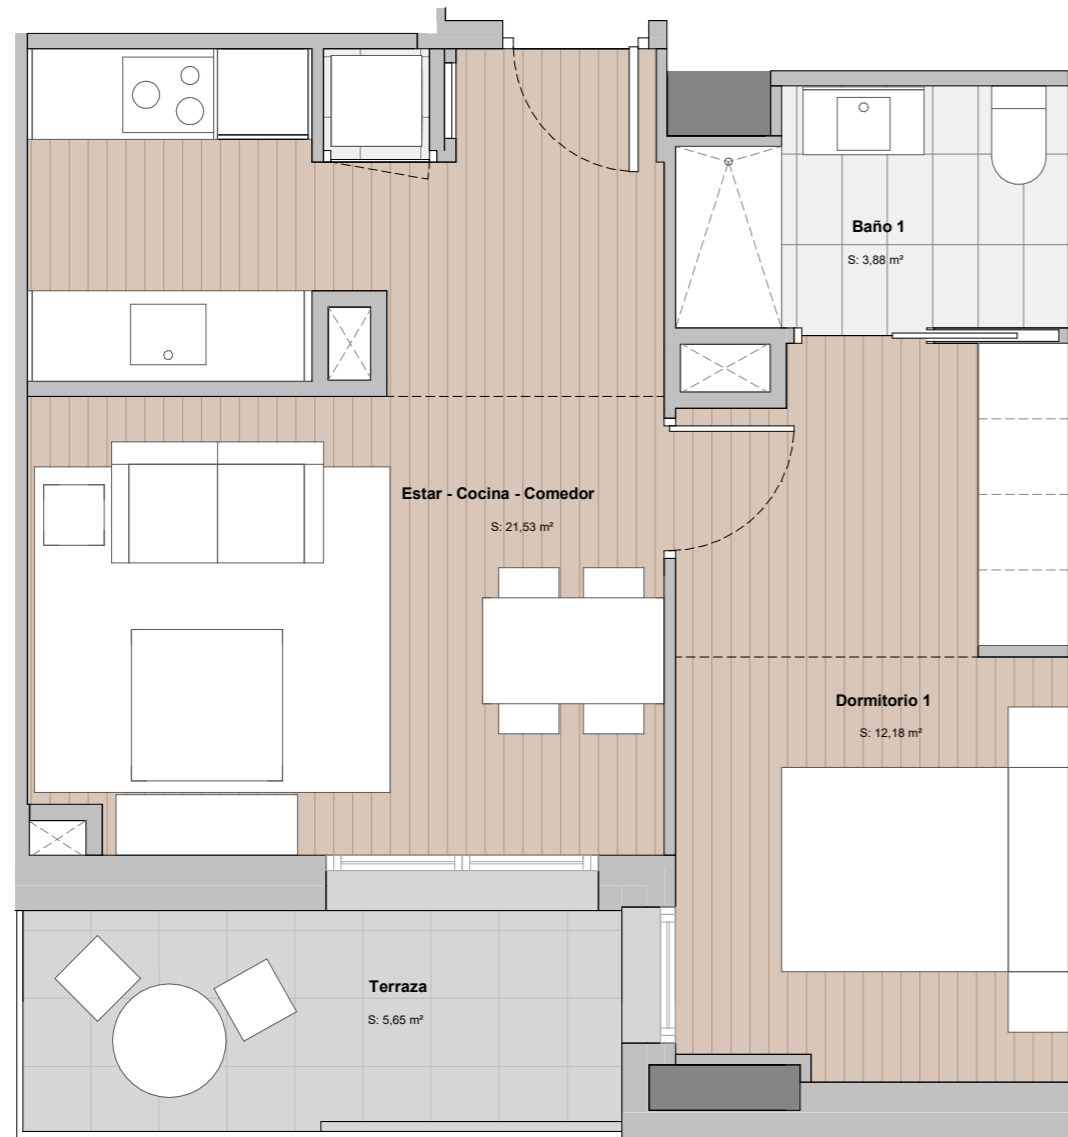 Baño 1
S: 3,88 m²
Estar - Cocina - Comedor
S: 21,53 m²
Dormitorio 1
S: 12,18 m²
Terraza
S: 5,65 m²